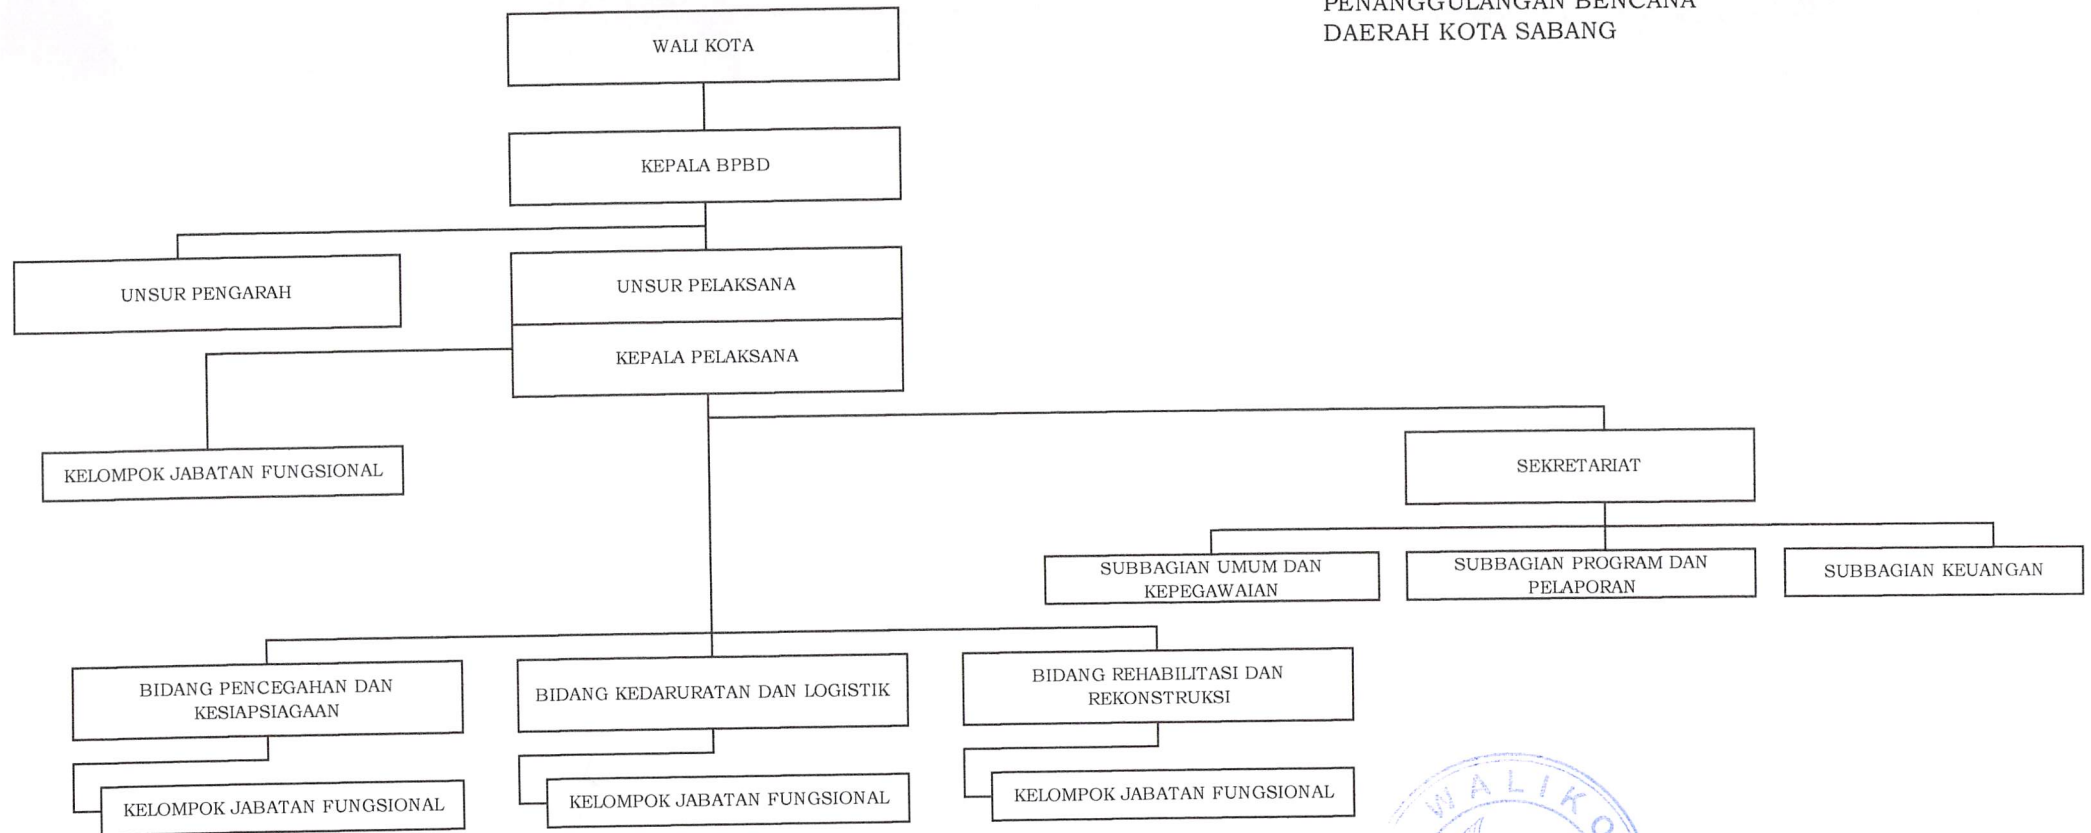 PENANGGULANGAN BENCANA
DAERAH KOTA SABANG
WALI KOTA
KEPALA BPBD
UNSUR PENGARAH
UNSUR PELAKSANA
KEPALA PELAKSANA
KELOMPOK JABATAN FUNGSIONAL
SEKRETARIAT
SUBBAGIAN UMUM DAN
KEPEGAWAIAN
SUBBAGIAN PROGRAM DAN
PELAPORAN
SUBBAGIAN KEUANGAN
BIDANG PENCEGAHAN DAN
KESIAPSIAGAAN
BIDANG KEDARURATAN DAN LOGISTIK
BIDANG REHABILITASI DAN
REKONSTRUKSI
KELOMPOK JABATAN FUNGSIONAL
KELOMPOK JABATAN FUNGSIONAL
KELOMPOK JABATAN FUNGSIONAL
WALIKO